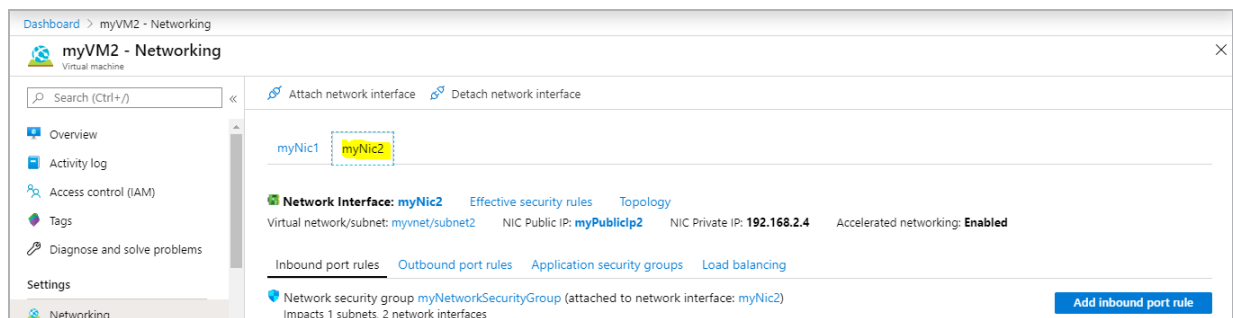 Dashboard > myVM2 - Networking
myVM2 - Networking
Virtual machine
Search (Ctrl+/)
«
Attach network interface Detach network interface
Overview
Activity log
Access control (IAM)
Tags
Diagnose and solve problems
Settings
Networking
myNic1 myNic2
Network Interface: myNic2 Effective security rules Topology
Virtual network/subnet: myvnet/subnet2 NIC Public IP: myPublicIp2 NIC Private IP: 192.168.2.4 Accelerated networking: Enabled
Inbound port rules Outbound port rules Application security groups Load balancing
Network security group myNetworkSecurityGroup (attached to network interface: myNic2)
Impacts 1 subnets, 2 network interfaces
Add inbound port rule